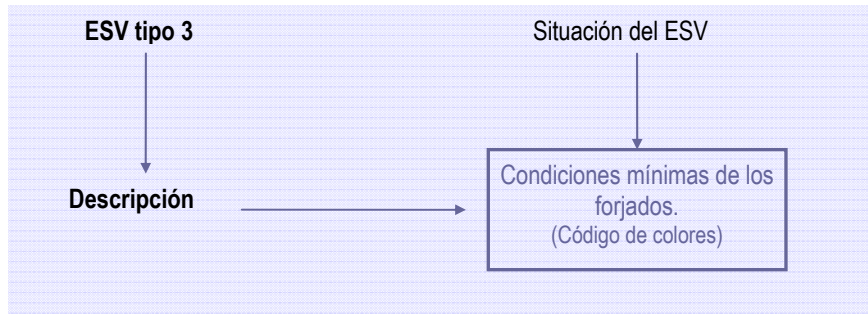 ESV tipo 3
Situación del ESV
Descripción
Condiciones mínimas de los
forjados.
(Código de colores)